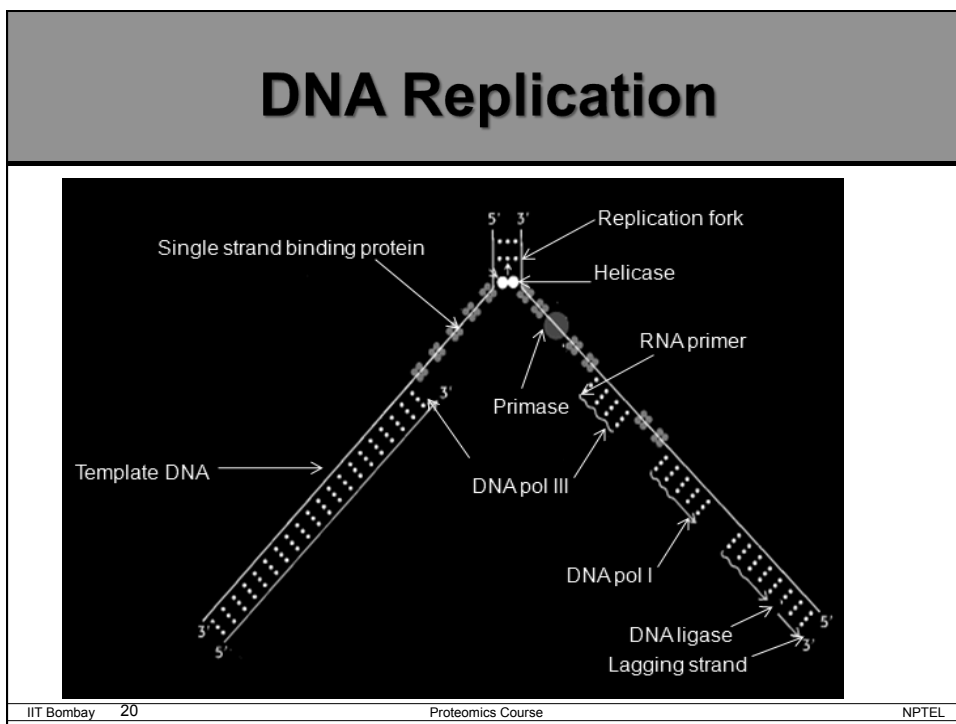 DNA Replication
5' 3'
Replication fork
Single strand binding protein
Helicase
RNA primer
3'
Primase
Template DNA
DNA pol III
DNA pol I
3'
5'
5'
DNA ligase
3'
Lagging strand
IIT Bombay 20 Proteomics Course NPTEL